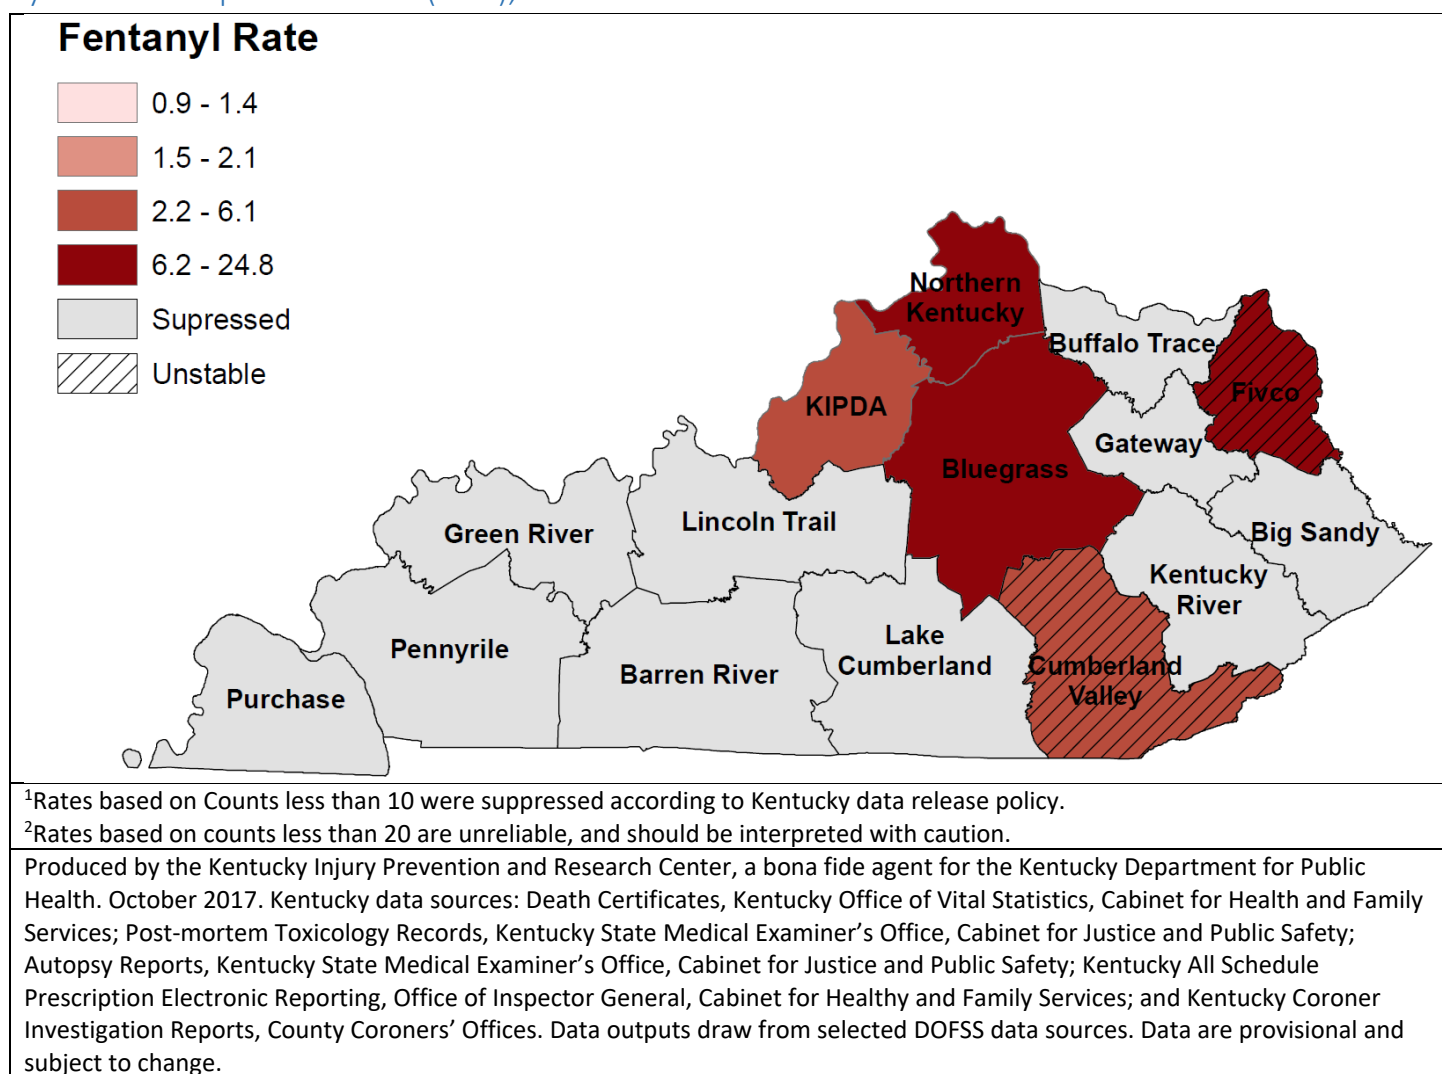 Fentanyl Rate
0.9 - 1.4
1.5 - 2.1
2.2 - 6.1
6.2 - 24.8
Supressed
Unstable
Northern
Kentucky
Buffalo Trace
Fivco
KIPDA
Gateway
Bluegrass
Lincoln Trail
Green River
Big Sandy
Kentucky
River
Lake
Cumberland
Pennyrile
Barren River
Cumberland
Valley
Purchase
¹Rates based on Counts less than 10 were suppressed according to Kentucky data release policy.
²Rates based on counts less than 20 are unreliable, and should be interpreted with caution.
Produced by the Kentucky Injury Prevention and Research Center, a bona fide agent for the Kentucky Department for Public
Health. October 2017. Kentucky data sources: Death Certificates, Kentucky Office of Vital Statistics, Cabinet for Health and Family
Services; Post-mortem Toxicology Records, Kentucky State Medical Examiner’s Office, Cabinet for Justice and Public Safety;
Autopsy Reports, Kentucky State Medical Examiner’s Office, Cabinet for Justice and Public Safety; Kentucky All Schedule
Prescription Electronic Reporting, Office of Inspector General, Cabinet for Healthy and Family Services; and Kentucky Coroner
Investigation Reports, County Coroners’ Offices. Data outputs draw from selected DOFSS data sources. Data are provisional and
subject to change.